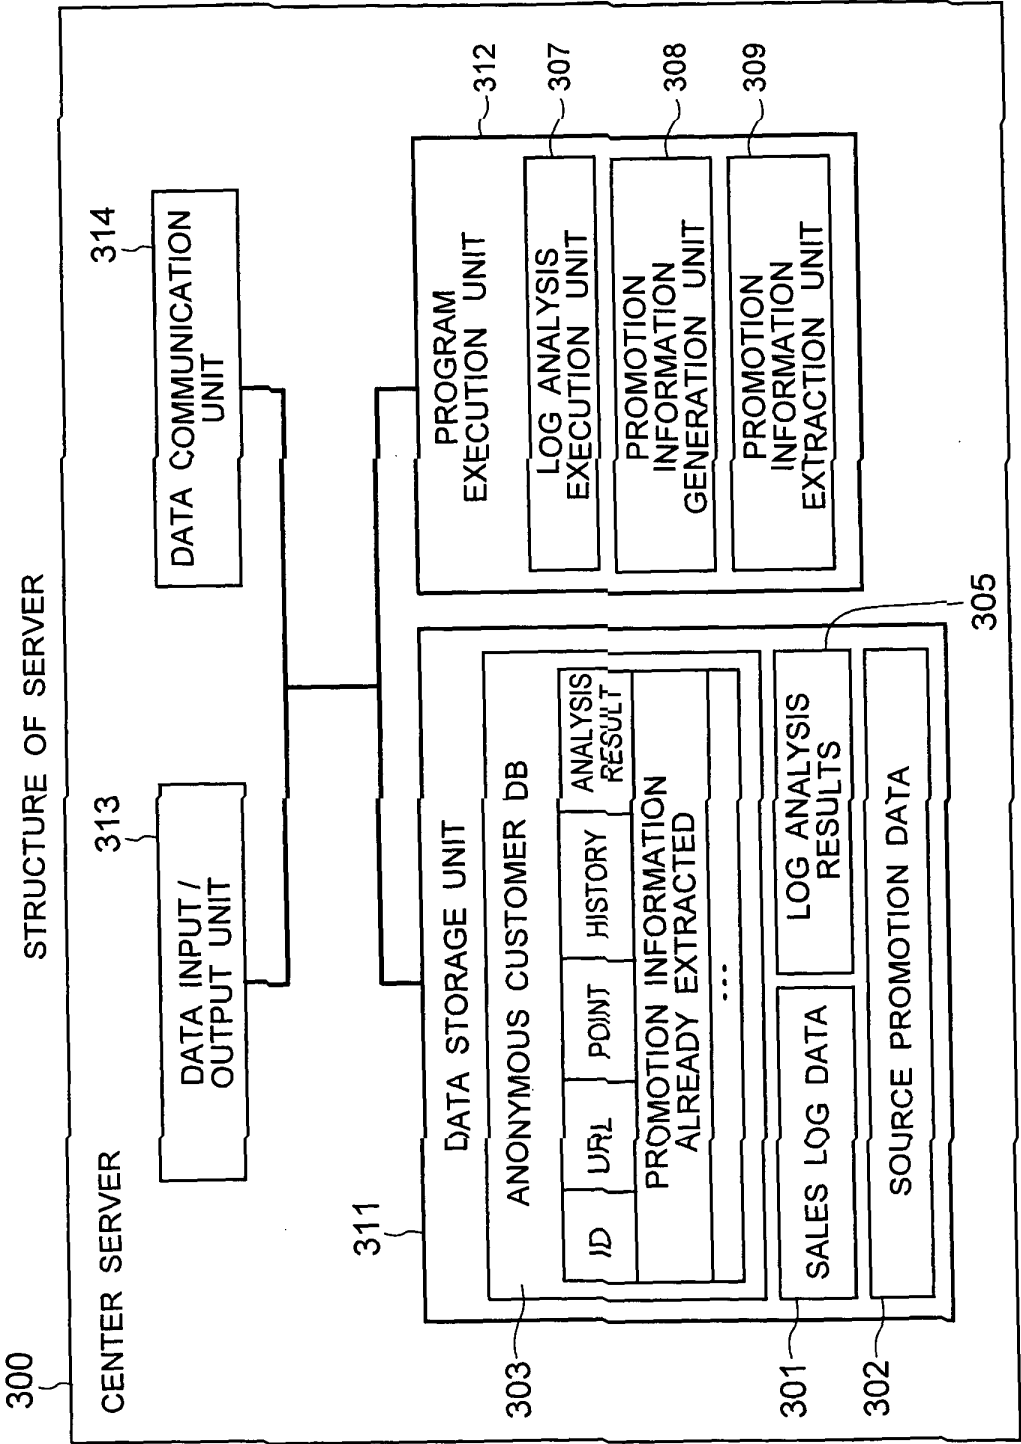 STRUCTURE OF SERVER
300
CENTER SERVER
313
DATA INPUT /
OUTPUT UNIT
314
DATA COMMUNICATION
UNIT
311
DATA STORAGE UNIT
303
ANONYMOUS CUSTOMER DB
ID
URL
POINT
HISTORY
ANALYSIS
RESULT
PROMOTION INFORMATION
ALREADY EXTRACTED
...
301
SALES LOG DATA
LOG ANALYSIS
RESULTS
305
302
SOURCE PROMOTION DATA
312
PROGRAM
EXECUTION UNIT
307
LOG ANALYSIS
EXECUTION UNIT
308
PROMOTION
INFORMATION
GENERATION UNIT
309
PROMOTION
INFORMATION
EXTRACTION UNIT